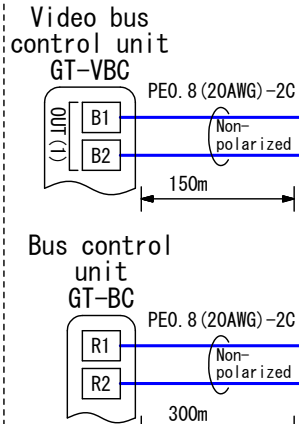 Video bus
control unit
GT-VBC
PE0.8(20AWG)-2C
OUT(1)
B1
B2
Non-
polarized
150m
Bus control
unit
GT-BC
PE0.8(20AWG)-2C
R1
R2
Non-
polarized
300m